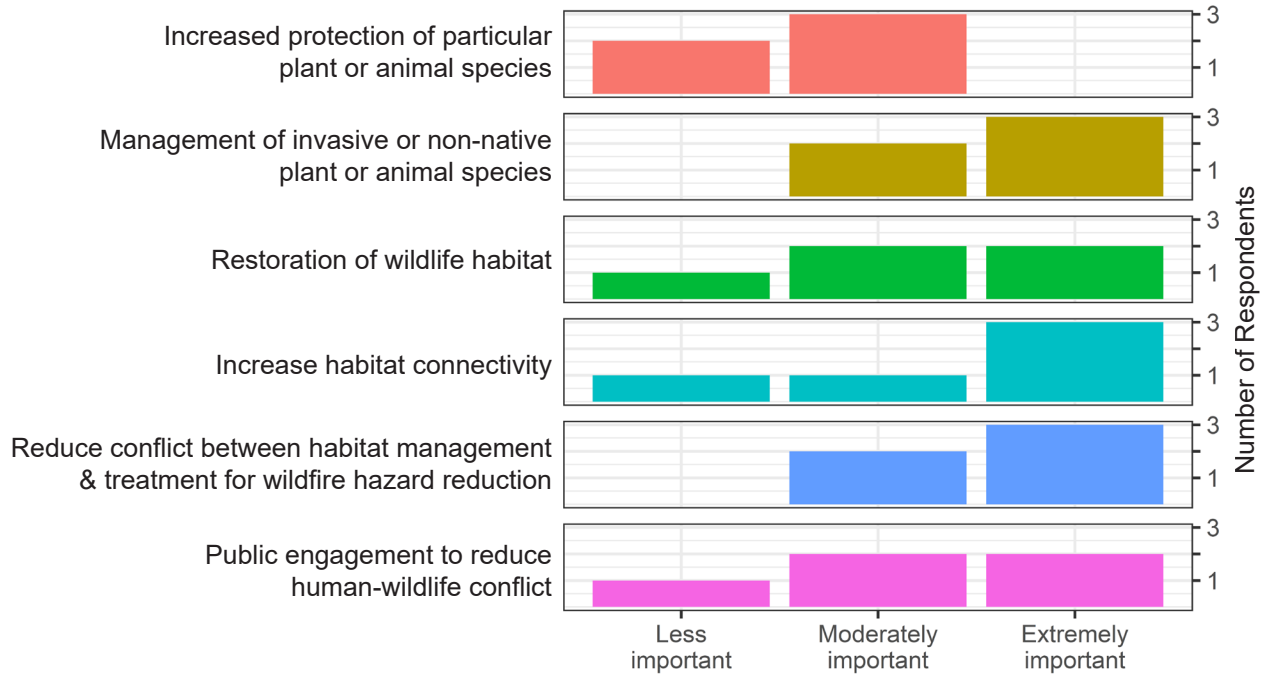 Increased protection of particular
plant or animal species
3
1
Management of invasive or non-native
plant or animal species
3
1
Restoration of wildlife habitat
3
1
Increase habitat connectivity
3
1
Reduce conflict between habitat management
& treatment for wildfire hazard reduction
3
1
Public engagement to reduce
human-wildlife conflict
3
1
Number of Respondents
Less
important
Moderately
important
Extremely
important